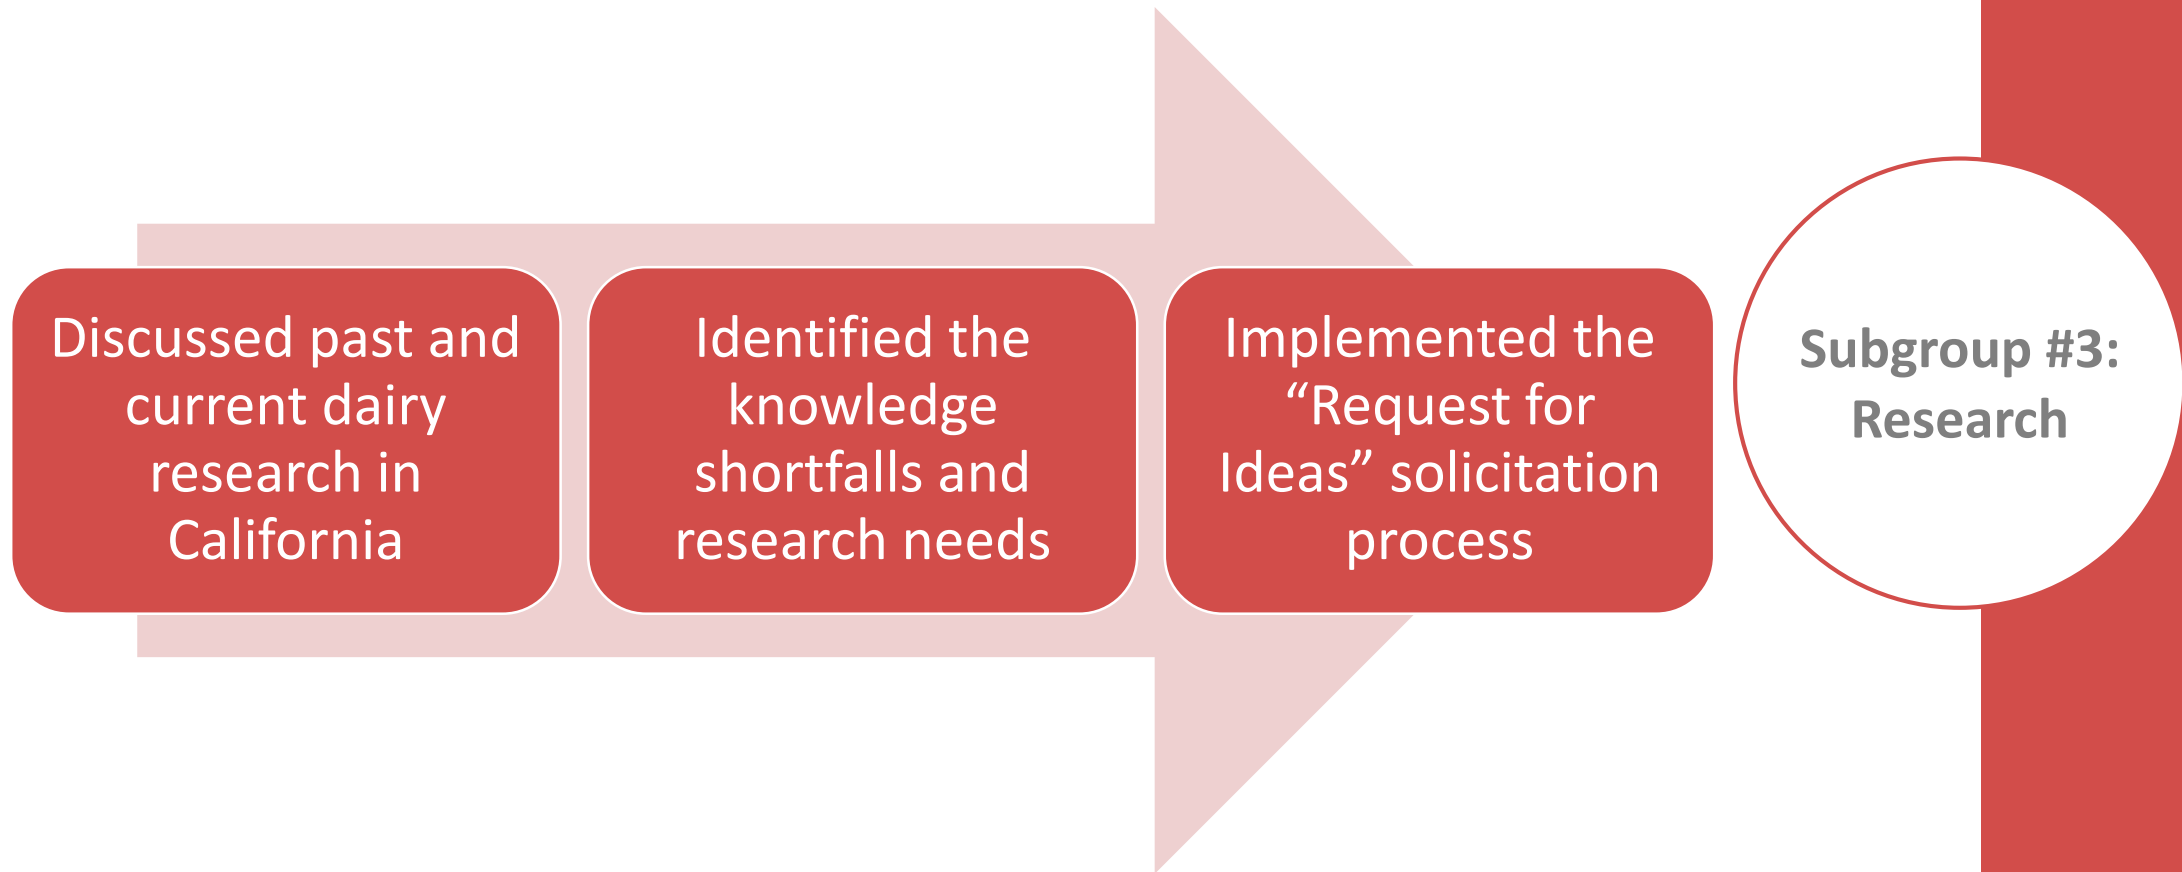 Discussed past and
current dairy
research in
California
Identified the
knowledge
shortfalls and
research needs
Implemented the
“Request for
Ideas” solicitation
process
Subgroup #3:
Research